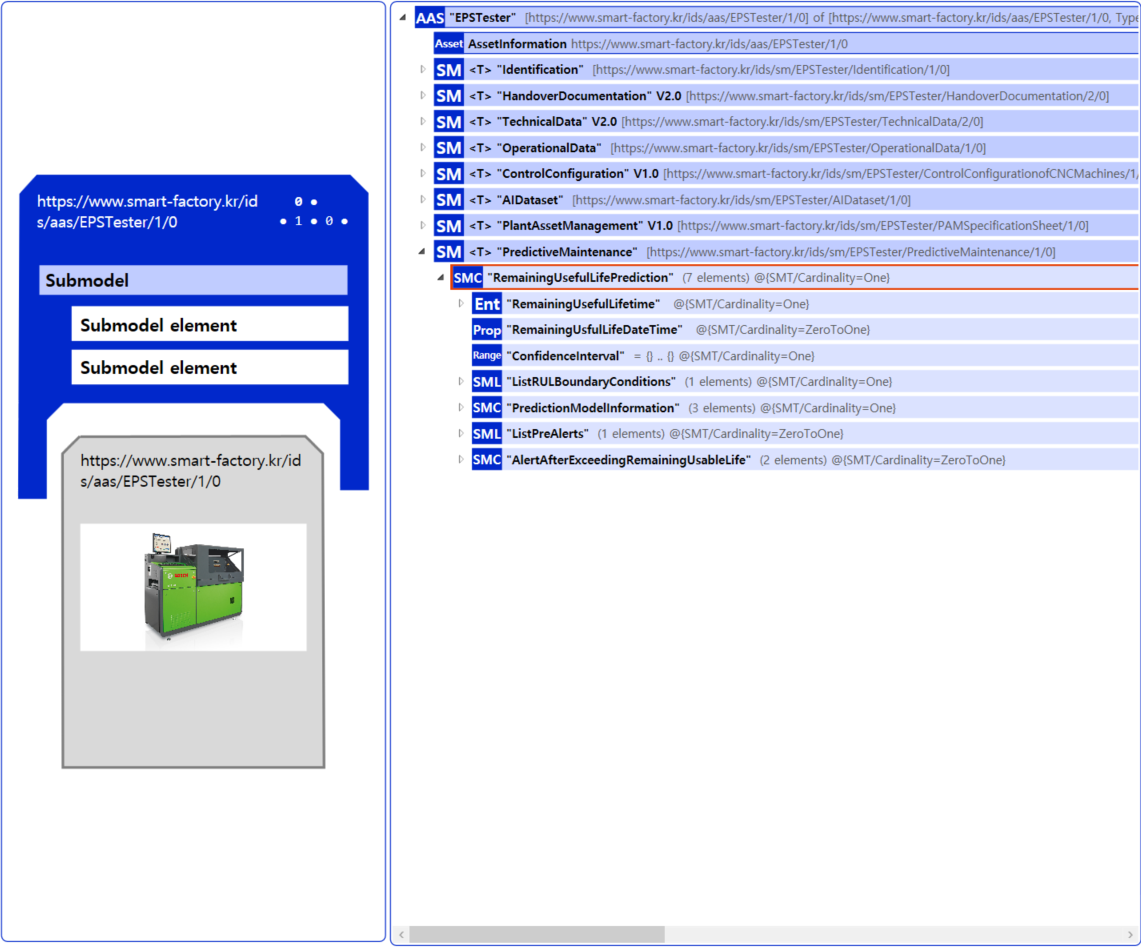 https://www.smart-factory.kr/id
s/aas/EPSTester/1/0
0 ●
● 1 ● 0 ●
Submodel
Submodel element
Submodel element
https://www.smart-factory.kr/id
s/aas/EPSTester/1/0
BOSCH
AAS "EPSTester" [https://www.smart-factory.kr/ids/aas/EPSTester/1/0] of [https://www.smart-factory.kr/ids/aas/EPSTester/1/0, Type
Asset AssetInformation https://www.smart-factory.kr/ids/aas/EPSTester/1/0
SM <T> "Identification" [https://www.smart-factory.kr/ids/sm/EPSTester/Identification/1/0]
SM <T> "HandoverDocumentation" V2.0 [https://www.smart-factory.kr/ids/sm/EPSTester/HandoverDocumentation/2/0]
SM <T> "TechnicalData" V2.0 [https://www.smart-factory.kr/ids/sm/EPSTester/TechnicalData/2/0]
SM <T> "OperationalData" [https://www.smart-factory.kr/ids/sm/EPSTester/OperationalData/1/0]
SM <T> "ControlConfiguration" V1.0 [https://www.smart-factory.kr/ids/sm/EPSTester/ControlConfigurationofCNCMachines/1/
SM <T> "AIDataset" [https://www.smart-factory.kr/ids/sm/EPSTester/AIDataset/1/0]
SM <T> "PlantAssetManagement" V1.0 [https://www.smart-factory.kr/ids/sm/EPSTester/PAMSpecificationSheet/1/0]
SM <T> "PredictiveMaintenance" [https://www.smart-factory.kr/ids/sm/EPSTester/PredictiveMaintenance/1/0]
SMC "RemainingUsefulLifePrediction" (7 elements) @{SMT/Cardinality=One}
Ent "RemainingUsefulLifetime" @{SMT/Cardinality=One}
Prop "RemainingUsfulLifeDateTime" @{SMT/Cardinality=ZeroToOne}
Range "ConfidenceInterval" = {} .. {} @{SMT/Cardinality=One}
SML "ListRULBoundaryConditions" (1 elements) @{SMT/Cardinality=One}
SMC "PredictionModelInformation" (3 elements) @{SMT/Cardinality=One}
SML "ListPreAlerts" (1 elements) @{SMT/Cardinality=ZeroToOne}
SMC "AlertAfterExceedingRemainingUsableLife" (2 elements) @{SMT/Cardinality=ZeroToOne}